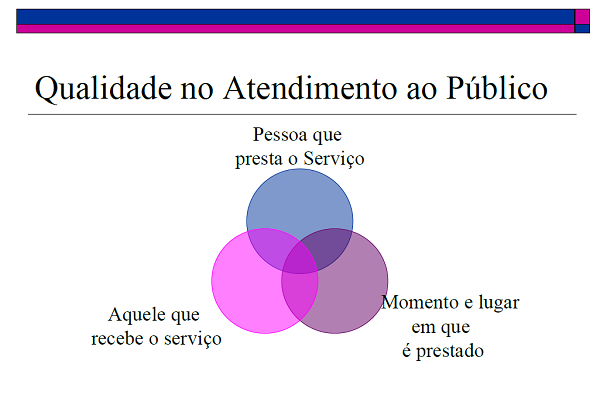 Qualidade no Atendimento ao Público
Pessoa que
presta o Serviço
Aquele que
recebe o serviço
Momento e lugar
em que
é prestado